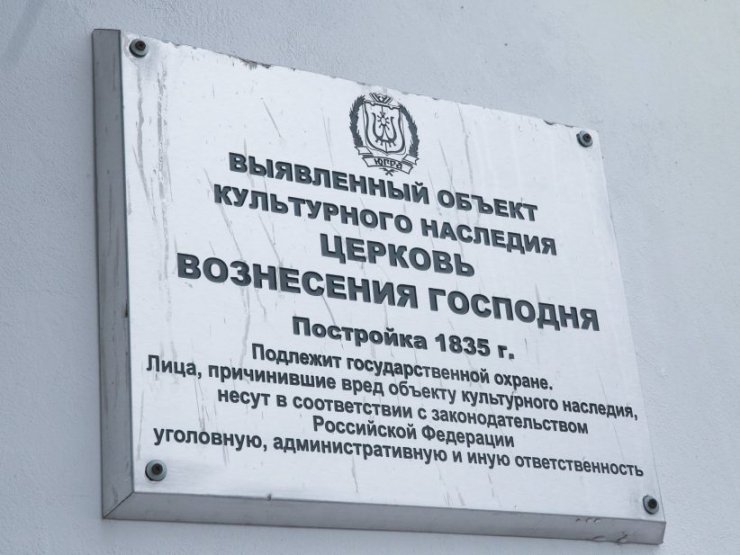 ЮГРА
ВЫЯВЛЕННЫЙ ОБЪЕКТ
КУЛЬТУРНОГО НАСЛЕДИЯ
ЦЕРКОВЬ
ВОЗНЕСЕНИЯ ГОСПОДНЯ
Постройка 1835 г.
Подлежит государственной охране.
Лица, причинившие вред объекту культурного наследия,
несут в соответствии с законодательством
Российской Федерации
уголовную, административную и иную ответственность